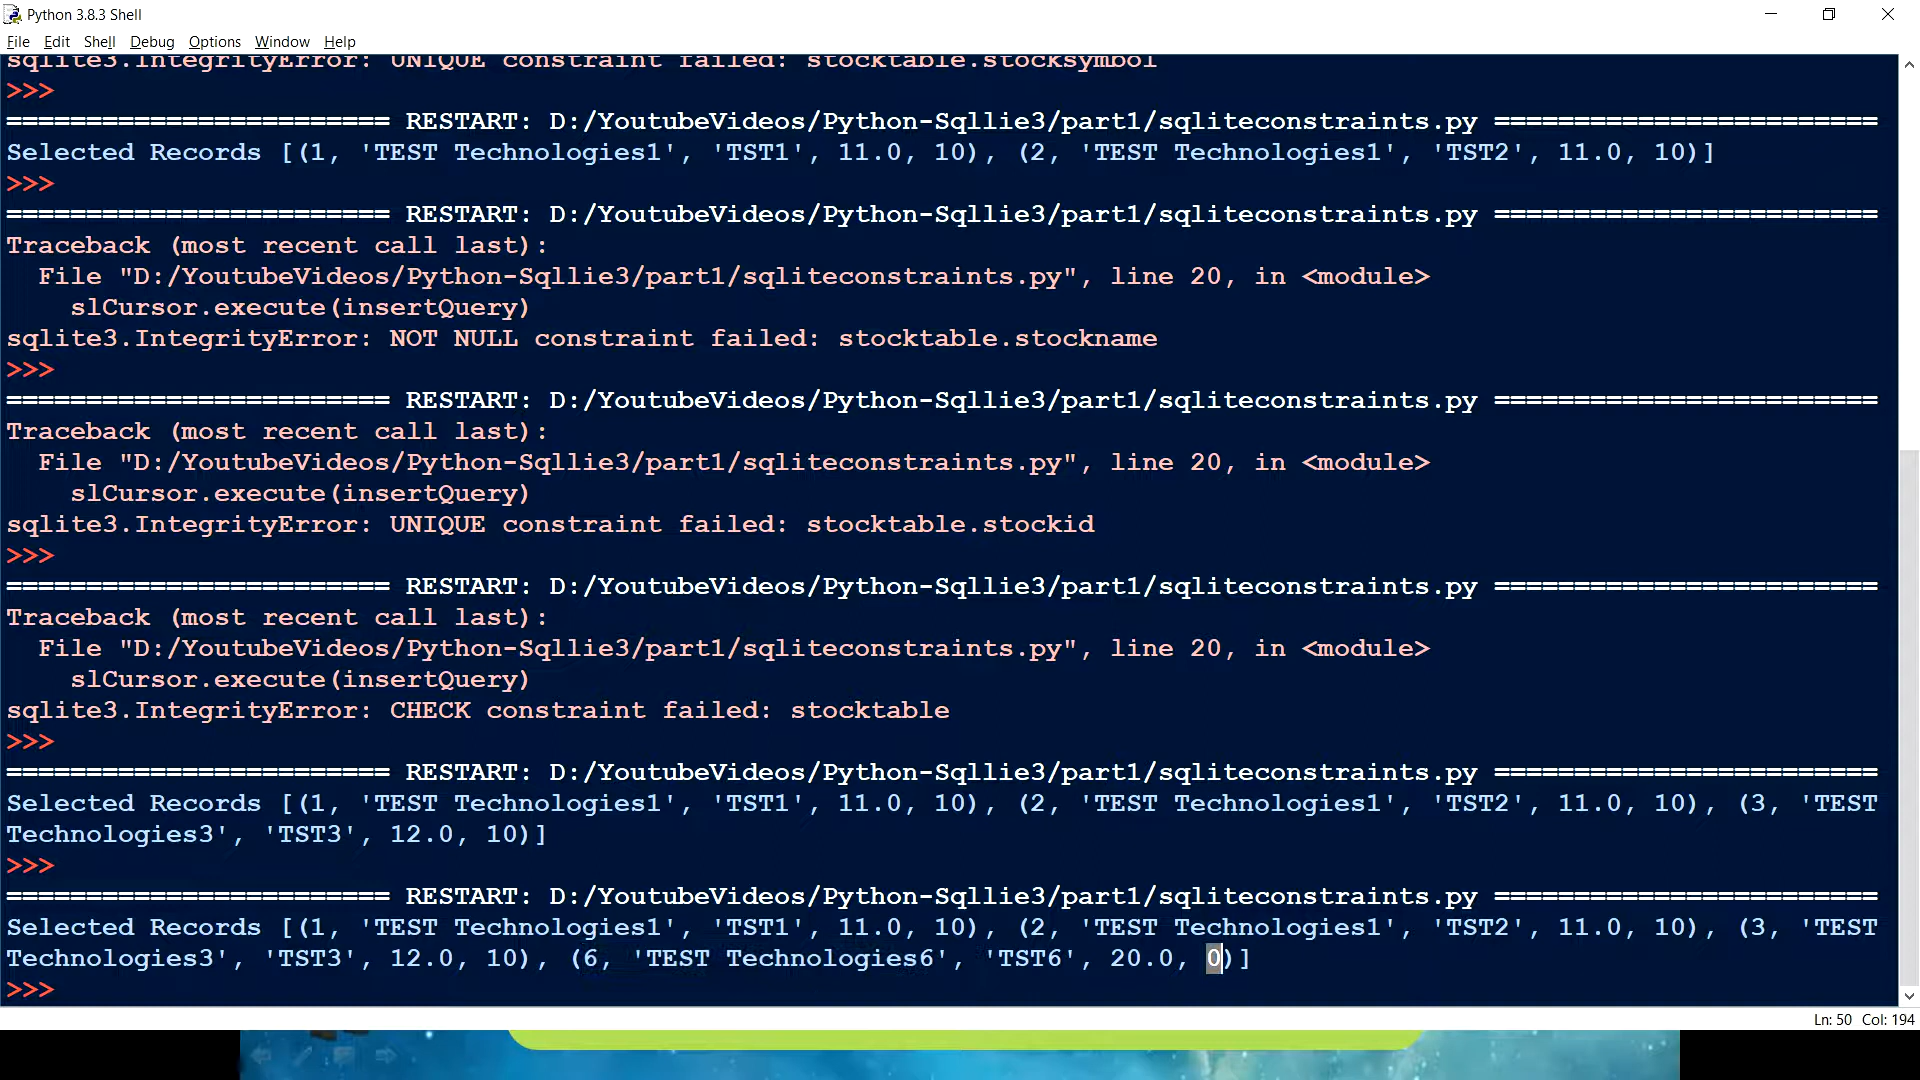 Python 3.8.3 Shell
File Edit Shell Debug Options Window Help
sqlite3.IntegrityError: UNIQUE constraint failed: stocktable.stocksymbol
>>>
======================== RESTART: D:/YoutubeVideos/Python-Sqllie3/part1/sqliteconstraints.py ========================
Selected Records [(1, 'TEST Technologies1', 'TST1', 11.0, 10), (2, 'TEST Technologies1', 'TST2', 11.0, 10)]
>>>
======================== RESTART: D:/YoutubeVideos/Python-Sqllie3/part1/sqliteconstraints.py ========================
Traceback (most recent call last):
  File "D:/YoutubeVideos/Python-Sqllie3/part1/sqliteconstraints.py", line 20, in <module>
    slCursor.execute(insertQuery)
sqlite3.IntegrityError: NOT NULL constraint failed: stocktable.stockname
>>>
======================== RESTART: D:/YoutubeVideos/Python-Sqllie3/part1/sqliteconstraints.py ========================
Traceback (most recent call last):
  File "D:/YoutubeVideos/Python-Sqllie3/part1/sqliteconstraints.py", line 20, in <module>
    slCursor.execute(insertQuery)
sqlite3.IntegrityError: UNIQUE constraint failed: stocktable.stockid
>>>
======================== RESTART: D:/YoutubeVideos/Python-Sqllie3/part1/sqliteconstraints.py ========================
Traceback (most recent call last):
  File "D:/YoutubeVideos/Python-Sqllie3/part1/sqliteconstraints.py", line 20, in <module>
    slCursor.execute(insertQuery)
sqlite3.IntegrityError: CHECK constraint failed: stocktable
>>>
======================== RESTART: D:/YoutubeVideos/Python-Sqllie3/part1/sqliteconstraints.py ========================
Selected Records [(1, 'TEST Technologies1', 'TST1', 11.0, 10), (2, 'TEST Technologies1', 'TST2', 11.0, 10), (3, 'TEST
Technologies3', 'TST3', 12.0, 10)]
>>>
======================== RESTART: D:/YoutubeVideos/Python-Sqllie3/part1/sqliteconstraints.py ========================
Selected Records [(1, 'TEST Technologies1', 'TST1', 11.0, 10), (2, 'TEST Technologies1', 'TST2', 11.0, 10), (3, 'TEST
Technologies3', 'TST3', 12.0, 10), (6, 'TEST Technologies6', 'TST6', 20.0, 0)]
>>>
Ln: 50 Col: 194